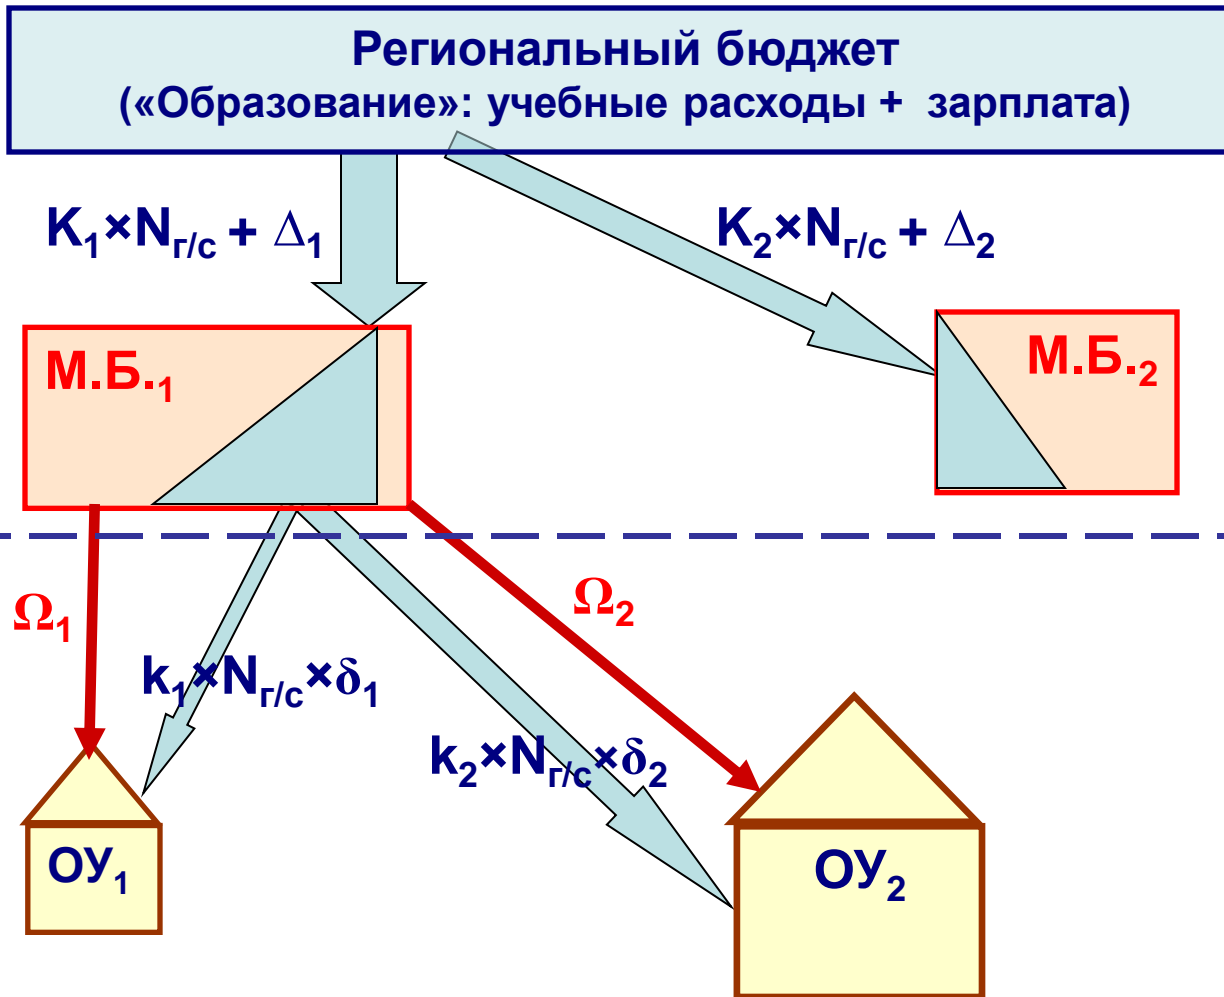 Региональный бюджет
(«Образование»: учебные расходы + зарплата)
K₁×Nг/с + Δ₁
K₂×Nг/с + Δ₂
М.Б.₁
М.Б.₂
Ω₁
Ω₂
k₁×Nг/с×δ₁
k₂×Nг/с×δ₂
ОУ₁
ОУ₂